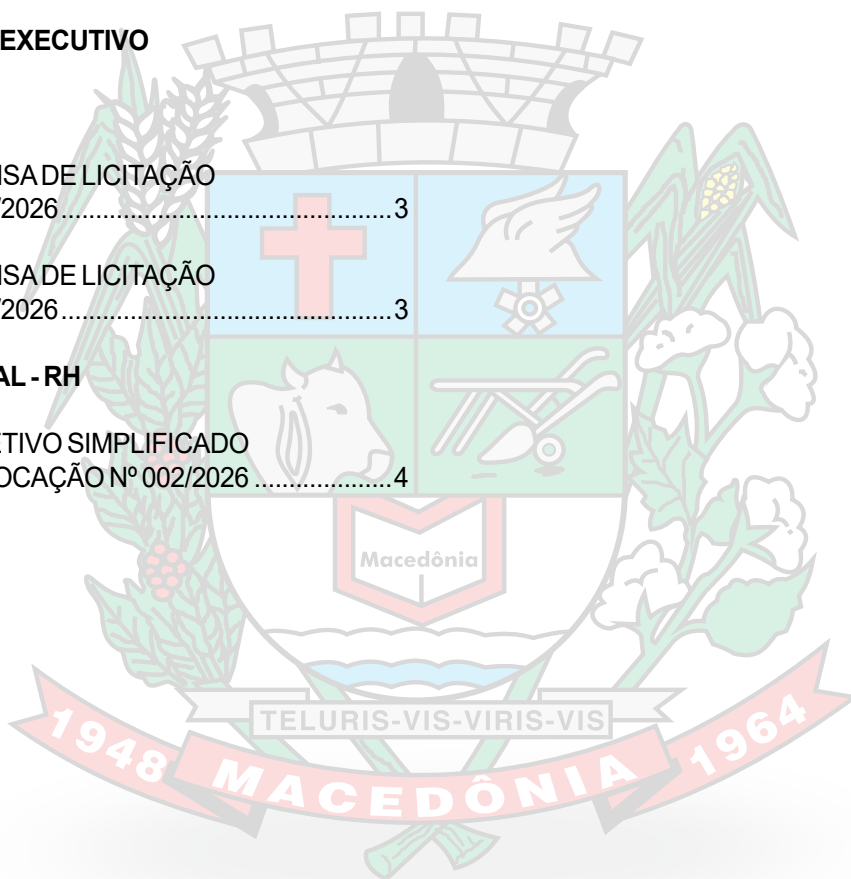 EXECUTIVO
ISA DE LICITAÇÃO
/2026................................................3
ISA DE LICITAÇÃO
/2026................................................3
AL - RH
ETIVO SIMPLIFICADO
OCAÇÃO Nº 002/2026....................4
Macedônia
TELURIS-VIS-VIRIS-VIS
1948 MACEDÔNIA 1964